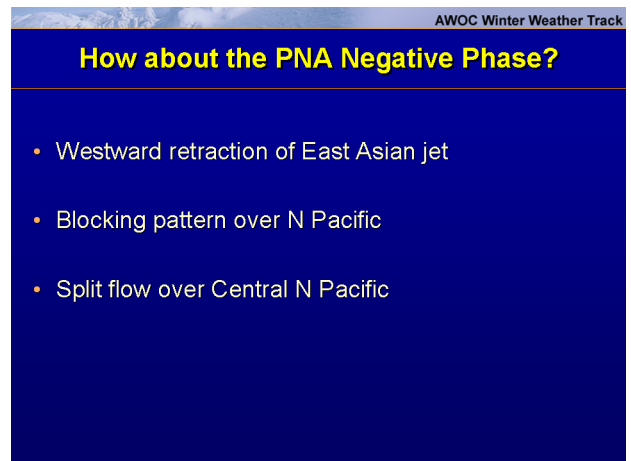 AWOC Winter Weather Track
How about the PNA Negative Phase?
• Westward retraction of East Asian jet
• Blocking pattern over N Pacific
• Split flow over Central N Pacific